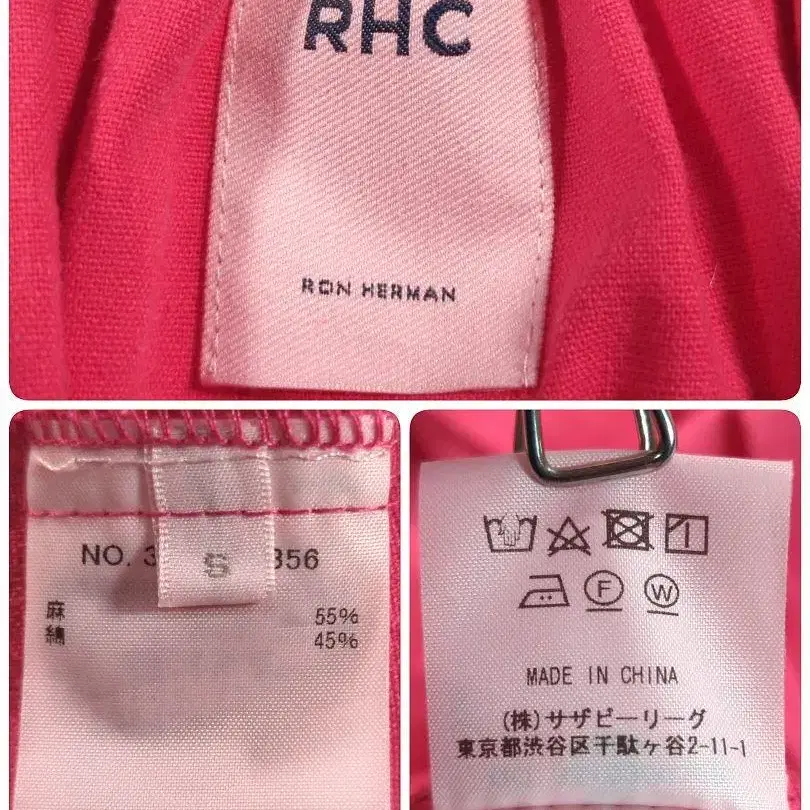 RHC
RON HERMAN
NO. 3 356
S
麻 55%
綿 45%
MADE IN CHINA
(株)サザビーリーグ
東京都渋谷区千駄ヶ谷2-11-1
F W